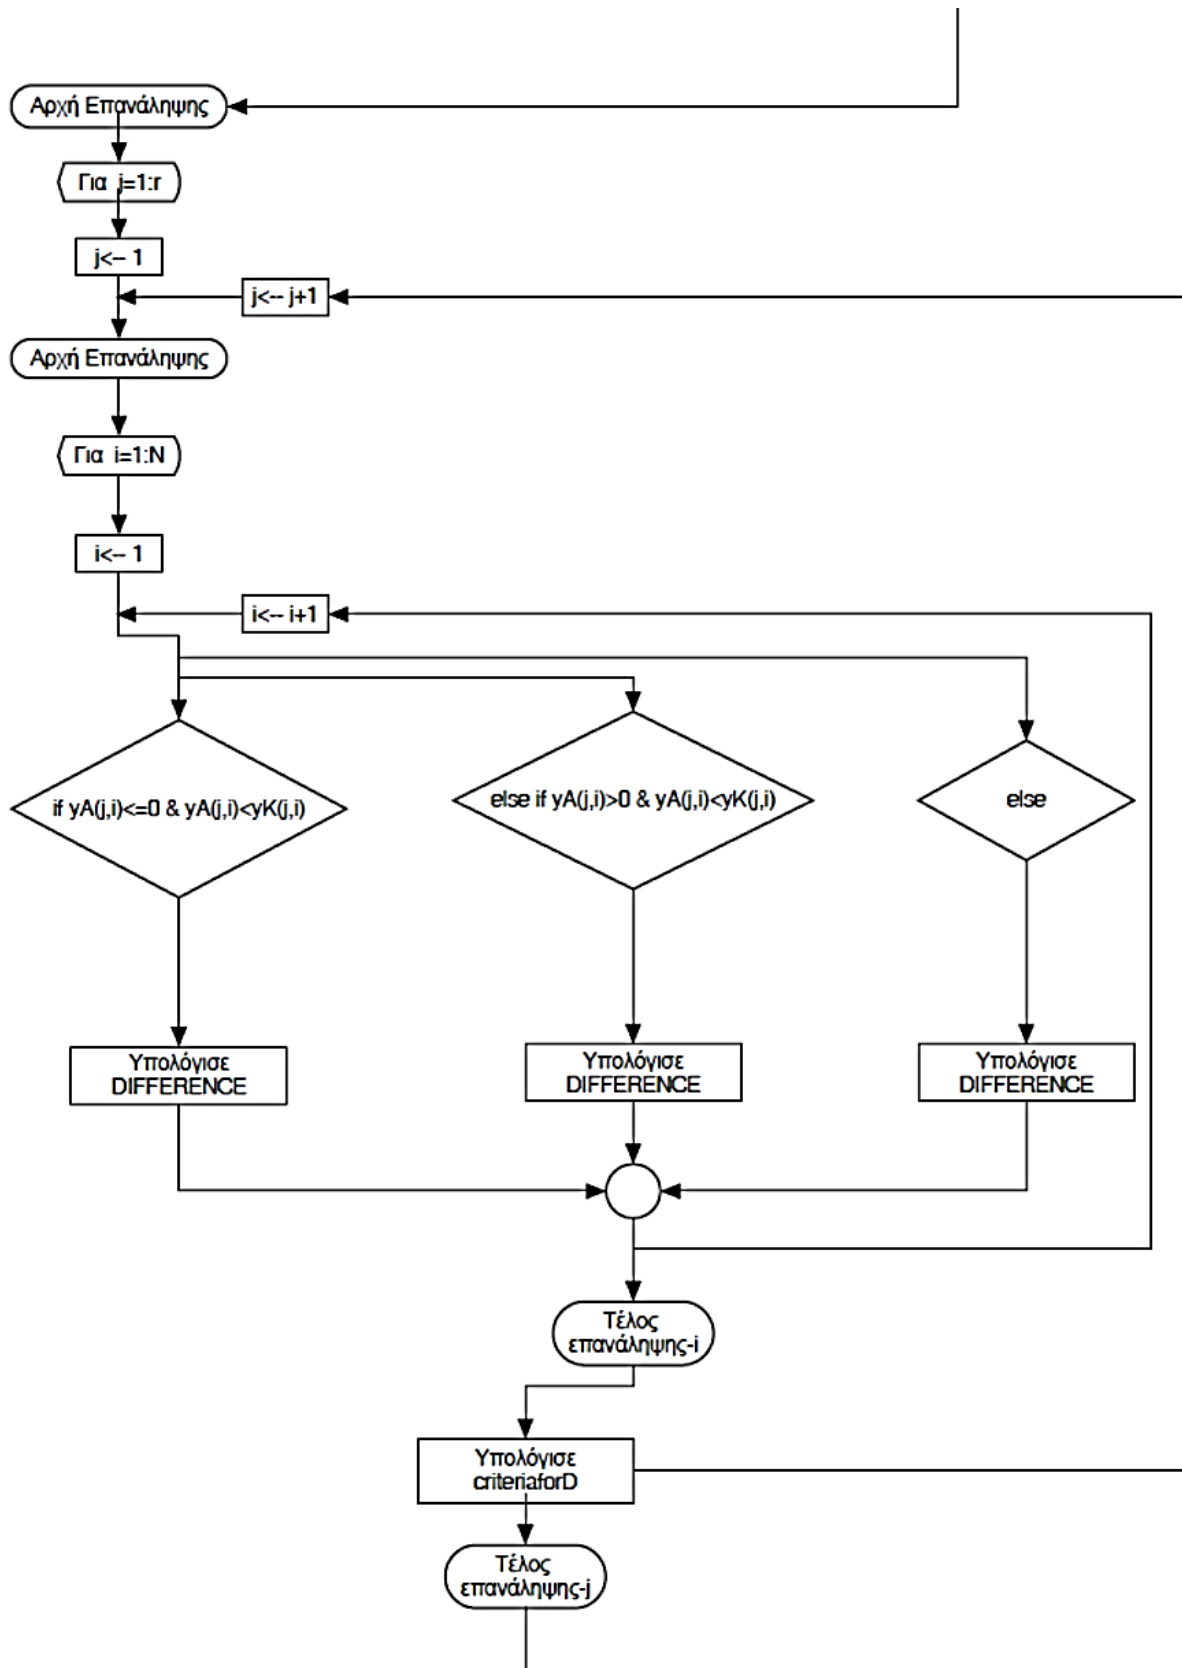 Αρχή Επανάληψης
Για j=1:r
j<-- 1
j<-- j+1
Αρχή Επανάληψης
Για i=1:N
i<-- 1
i<-- i+1
if yA(j,i)<=0 & yA(j,i)<yK(j,i)
else if yA(j,i)>0 & yA(j,i)<yK(j,i)
else
Υπολόγισε
DIFFERENCE
Υπολόγισε
DIFFERENCE
Υπολόγισε
DIFFERENCE
Τέλος
επανάληψης-i
Υπολόγισε
criteriaforD
Τέλος
επανάληψης-j